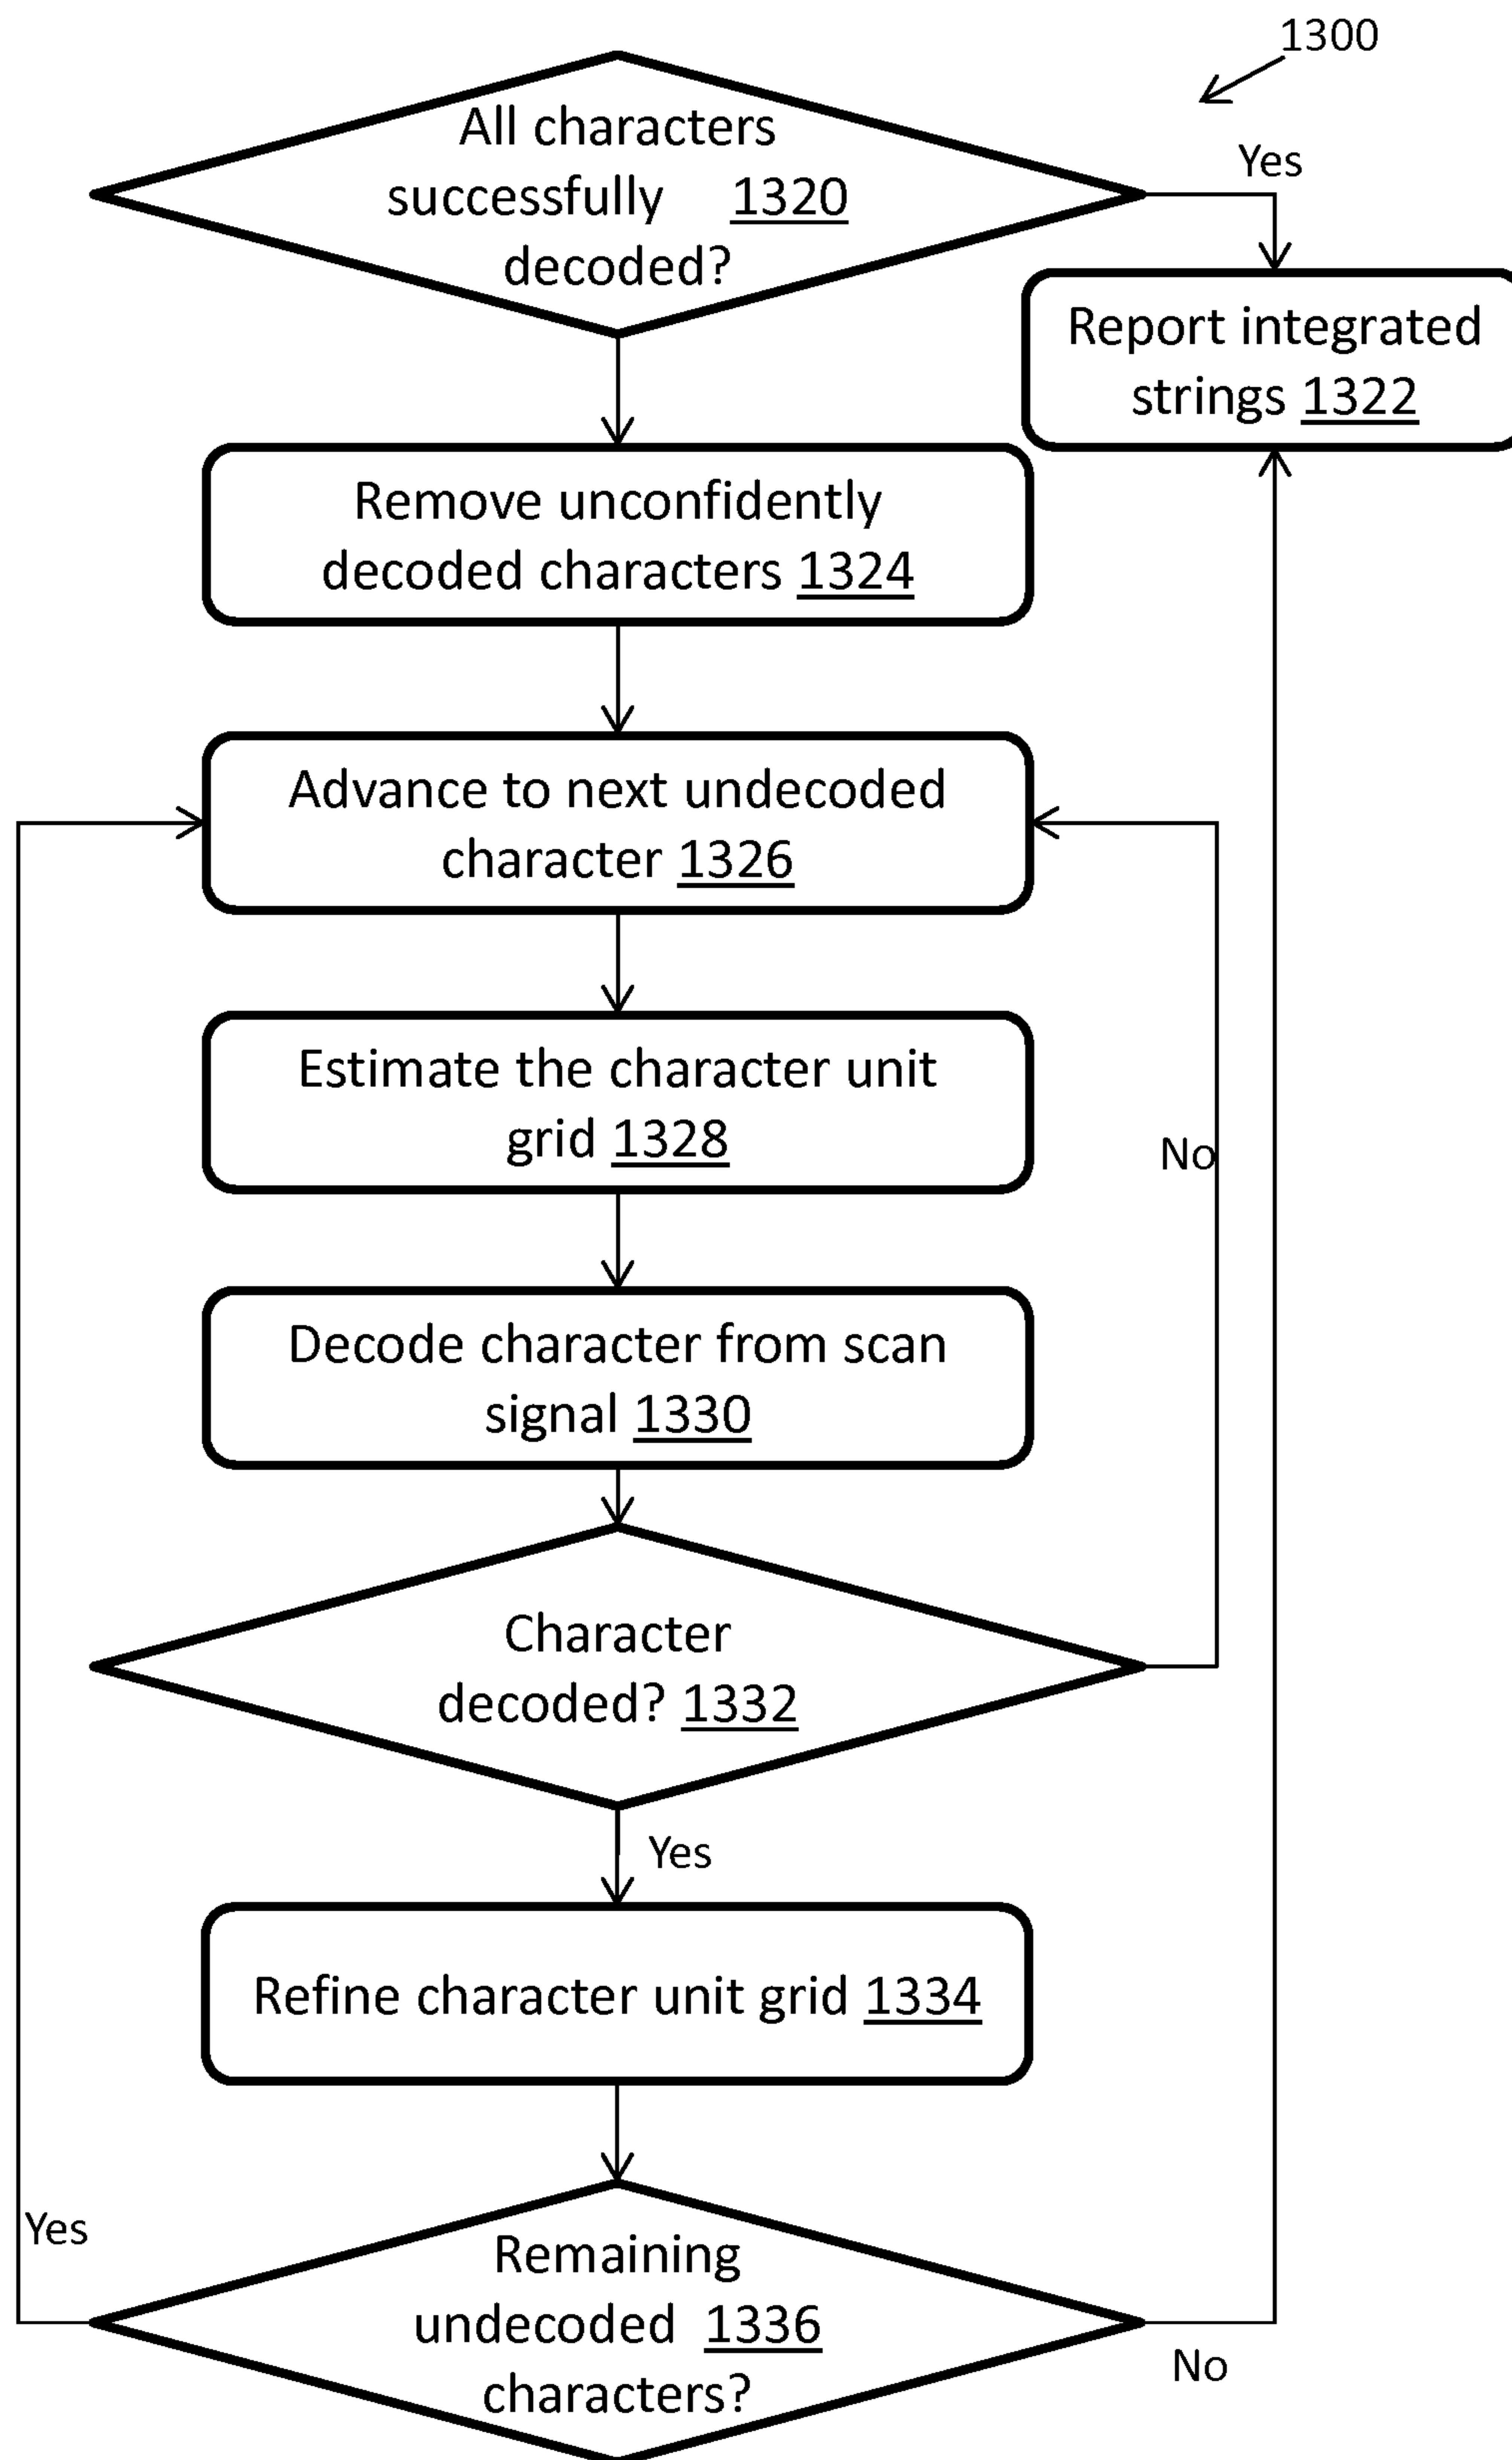 1300
All characters
successfully 1320
decoded?
Yes
Report integrated
strings 1322
Remove unconfidently
decoded characters 1324
Advance to next undecoded
character 1326
Estimate the character unit
grid 1328
No
Decode character from scan
signal 1330
Character
decoded? 1332
Yes
Refine character unit grid 1334
Yes
Remaining
undecoded 1336
characters?
No